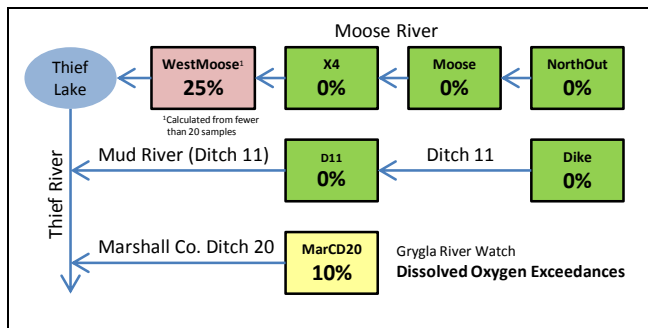 Moose River
Thief
Lake
WestMoose¹
25%
X4
0%
Moose
0%
NorthOut
0%
¹Calculated from fewer
than 20 samples
Thief River
Mud River (Ditch 11)
D11
0%
Ditch 11
Dike
0%
Marshall Co. Ditch 20
MarCD20
10%
Grygla River Watch
Dissolved Oxygen Exceedances